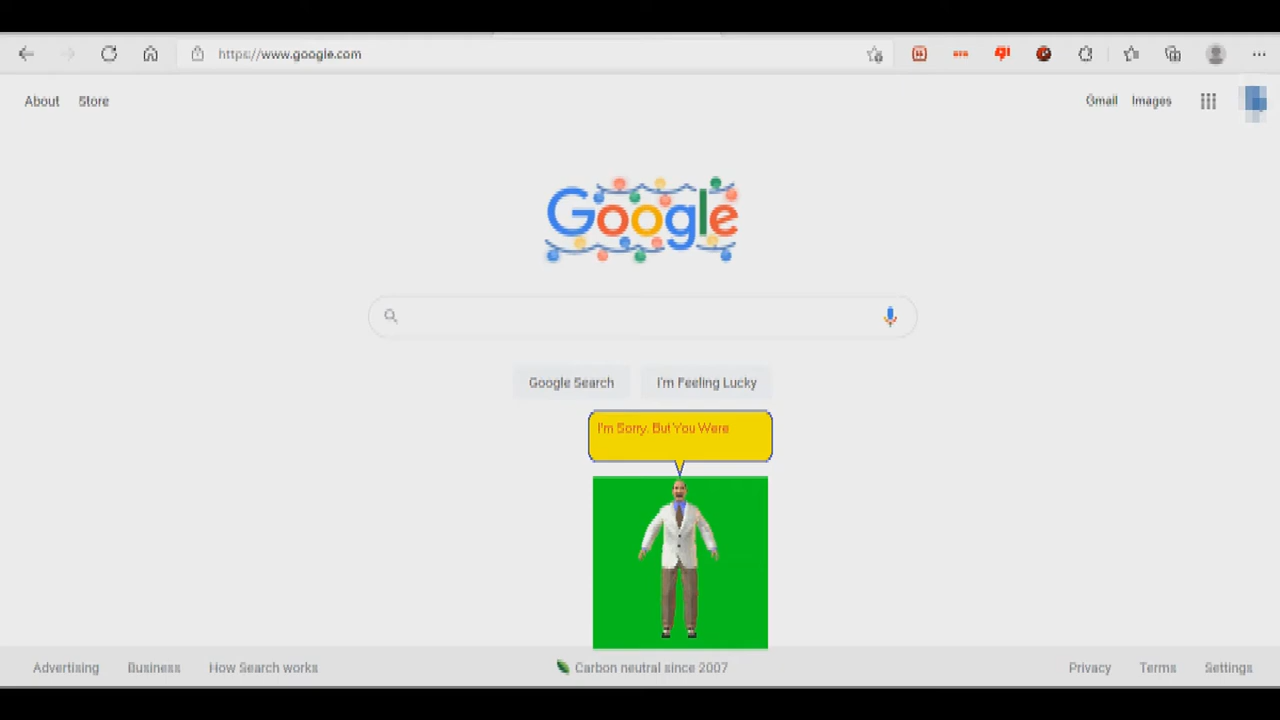 https://www.google.com
About Store
Gmail Images
Google
Google Search I'm Feeling Lucky
I'm Sorry. But You Were
Advertising Business How Search works
Carbon neutral since 2007
Privacy Terms Settings